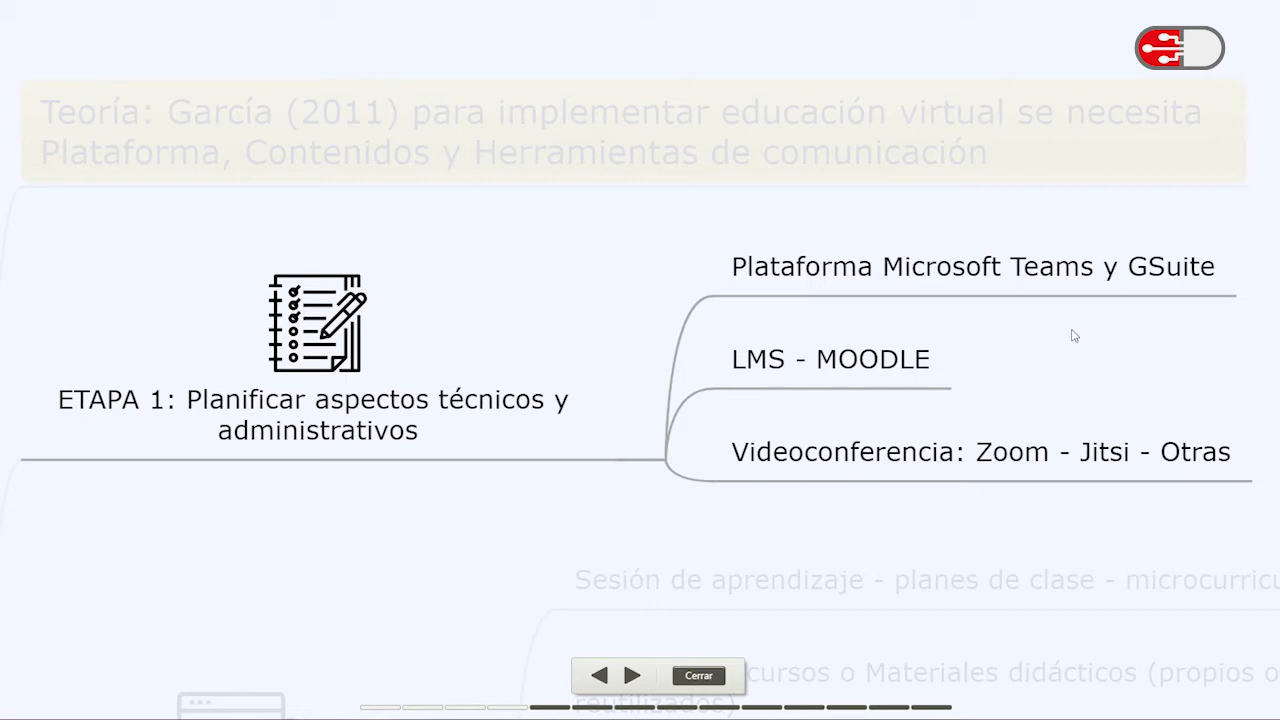 Teoría: García (2011) para implementar educación virtual se necesita
Plataforma, Contenidos y Herramientas de comunicación
Plataforma Microsoft Teams y GSuite
LMS - MOODLE
ETAPA 1: Planificar aspectos técnicos y
administrativos
Videoconferencia: Zoom - Jitsi - Otras
Sesión de aprendizaje - planes de clase -
o Materiales didácticos (propios o
reutilizados)
Cerrar